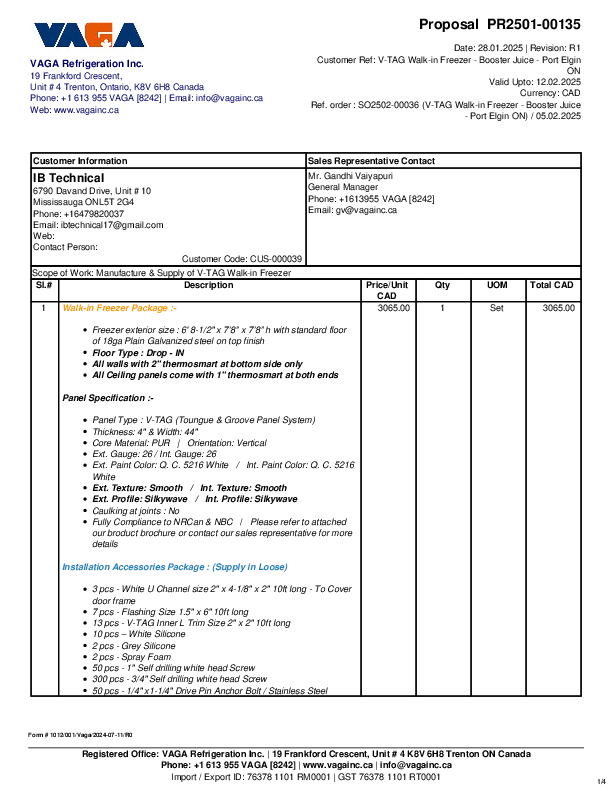 VAGA
Proposal PR2501-00135
Date: 28.01.2025 | Revision: R1
Customer Ref: V-TAG Walk-in Freezer - Booster Juice - Port Elgin
ON
Valid Upto: 12.02.2025
Currency: CAD
Ref. order : SO2502-00036 (V-TAG Walk-in Freezer - Booster Juice
- Port Elgin ON) / 05.02.2025
VAGA Refrigeration Inc.
19 Frankford Crescent,
Unit # 4 Trenton, Ontario, K8V 6H8 Canada
Phone: +1 613 955 VAGA [8242] | Email: info@vagainc.ca
Web: www.vagainc.ca
Customer Information
IB Technical
6790 Davand Drive, Unit # 10
Mississauga ONL5T 2G4
Phone: +16479820037
Email: ibtechnical17@gmail.com
Web:
Contact Person:
Customer Code: CUS-000039
Sales Representative Contact
Mr. Gandhi Vaiyapuri
General Manager
Phone: +1613955 VAGA [8242]
Email: gv@vagainc.ca
Scope of Work: Manufacture & Supply of V-TAG Walk-in Freezer
Sl.# Description Price/Unit CAD Qty UOM Total CAD
1 Walk-in Freezer Package :- 3065.00 1 Set 3065.00
• Freezer exterior size : 6' 8-1/2" x 7'8" x 7'8" h with standard floor
of 18ga Plain Galvanized steel on top finish
• Floor Type : Drop - IN
• All walls with 2" thermosmart at bottom side only
• All Ceiling panels come with 1" thermosmart at both ends
Panel Specification :-
• Panel Type : V-TAG (Toungue & Groove Panel System)
• Thickness: 4" & Width: 44"
• Core Material: PUR | Orientation: Vertical
• Ext. Gauge: 26 / Int. Gauge: 26
• Ext. Paint Color: Q. C. 5216 White / Int. Paint Color: Q. C. 5216
White
• Ext. Texture: Smooth / Int. Texture: Smooth
• Ext. Profile: Silkywave / Int. Profile: Silkywave
• Caulking at joints : No
• Fully Compliance to NRCan & NBC / Please refer to attached
our product brochure or contact our sales representative for more
details
Installation Accessories Package : (Supply in Loose)
• 3 pcs - White U Channel size 2" x 4-1/8" x 2" 10ft long - To Cover
door frame
• 7 pcs - Flashing Size 1.5" x 6" 10ft long
• 13 pcs - V-TAG Inner L Trim Size 2" x 2" 10ft long
• 10 pcs – White Silicone
• 2 pcs - Grey Silicone
• 2 pcs - Spray Foam
• 50 pcs - 1" Self drilling white head Screw
• 300 pcs - 3/4" Self drilling white head Screw
• 50 pcs - 1/4" x1-1/4" Drive Pin Anchor Bolt / Stainless Steel
Form # 1012/001/Vaga/2024-07-11/R0
Registered Office: VAGA Refrigeration Inc. | 19 Frankford Crescent, Unit # 4 K8V 6H8 Trenton ON Canada
Phone: +1 613 955 VAGA [8242] | www.vagainc.ca | info@vagainc.ca
Import / Export ID: 76378 1101 RM0001 | GST 76378 1101 RT0001
1/4